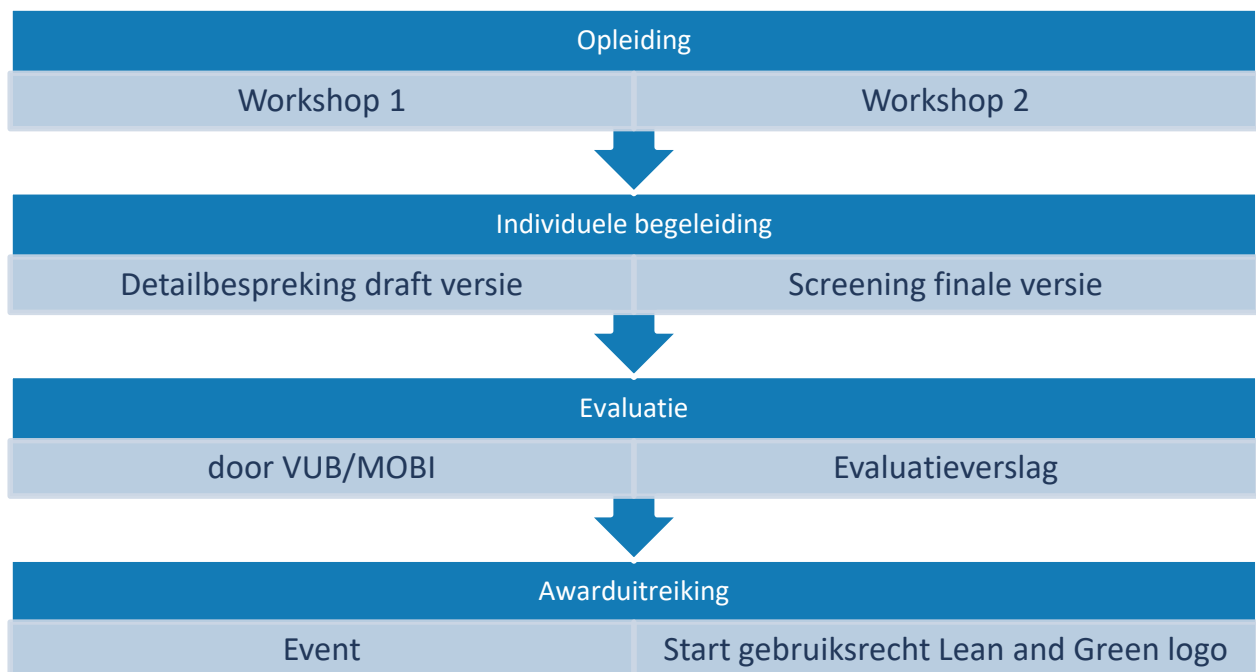 Opleiding
Workshop 1
Workshop 2
Individuele begeleiding
Detailbespreking draft versie
Screening finale versie
Evaluatie
door VUB/MOBI
Evaluatieverslag
Awarduitreiking
Event
Start gebruiksrecht Lean and Green logo